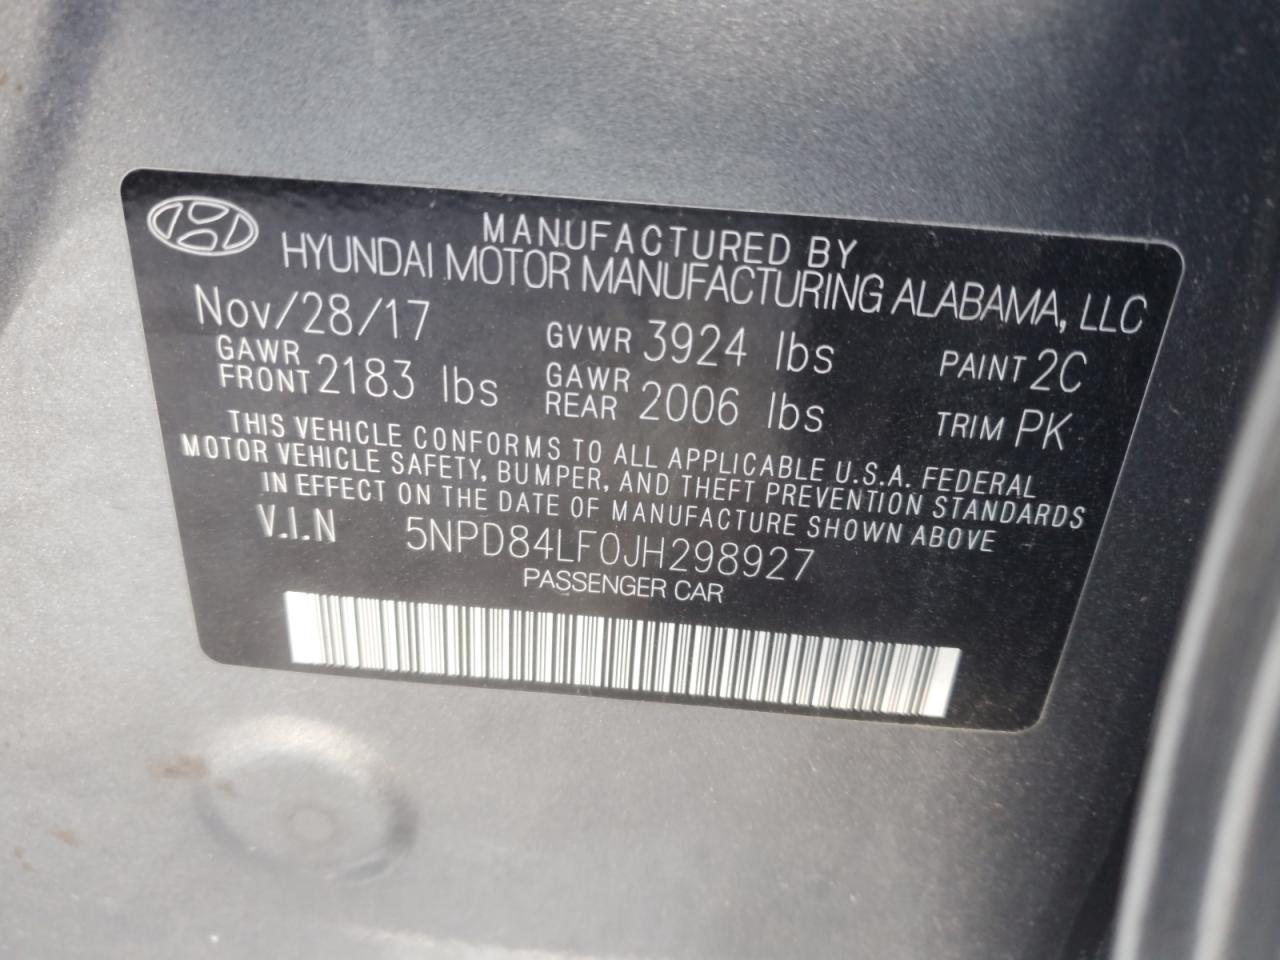 MANUFACTURED BY
HYUNDAI MOTOR MANUFACTURING ALABAMA, LLC
Nov/28/17 GVWR 3924 lbs PAINT 2C
GAWR FRONT 2183 lbs GAWR REAR 2006 lbs TRIM PK
THIS VEHICLE CONFORMS TO ALL APPLICABLE U.S.A. FEDERAL
MOTOR VEHICLE SAFETY, BUMPER, AND THEFT PREVENTION STANDARDS
IN EFFECT ON THE DATE OF MANUFACTURE SHOWN ABOVE
V.I.N 5NPD84LF0JH298927
PASSENGER CAR